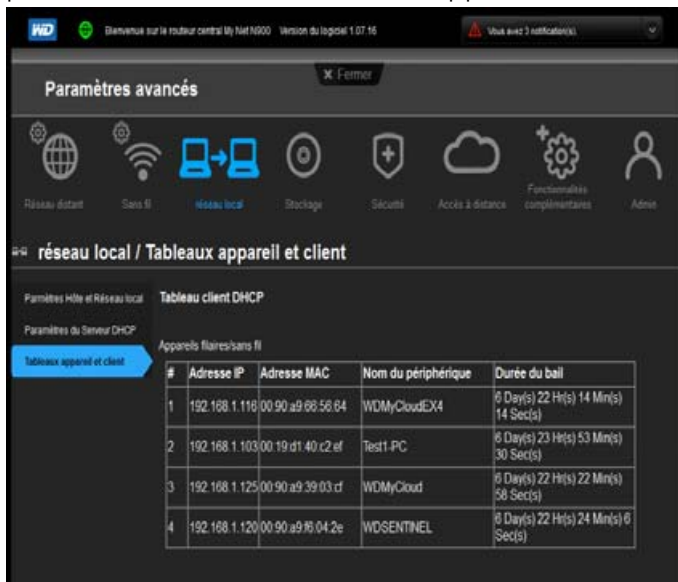 WD Bienvenue sur le routeur central My Net N900 Version du logiciel 1.07.16 Vous avez 3 notification(s).
X Fermer
Paramètres avancés
Réseau distant Sans fil réseau local Stockage Sécurité Accès à distance Fonctionnalités complémentaires Admin
réseau local / Tableaux appareil et client
Paramètres Hôte et Réseau local
Paramètres du Serveur DHCP
Tableaux appareil et client
Tableau client DHCP
Appareils filaires/sans fil
# Adresse IP Adresse MAC Nom du périphérique Durée du bail
1 192.168.1.116 00:90:a9:66:56:64 WDMyCloudEX4 6 Day(s) 22 Hr(s) 14 Min(s) 14 Sec(s)
2 192.168.1.103 00:19:d1:40:c2:ef Test1-PC 6 Day(s) 23 Hr(s) 53 Min(s) 30 Sec(s)
3 192.168.1.125 00:90:a9:39:03:cf WDMyCloud 6 Day(s) 22 Hr(s) 22 Min(s) 58 Sec(s)
4 192.168.1.120 00:90:a9:f6:04:2e WDSENTINEL 6 Day(s) 22 Hr(s) 24 Min(s) 6 Sec(s)